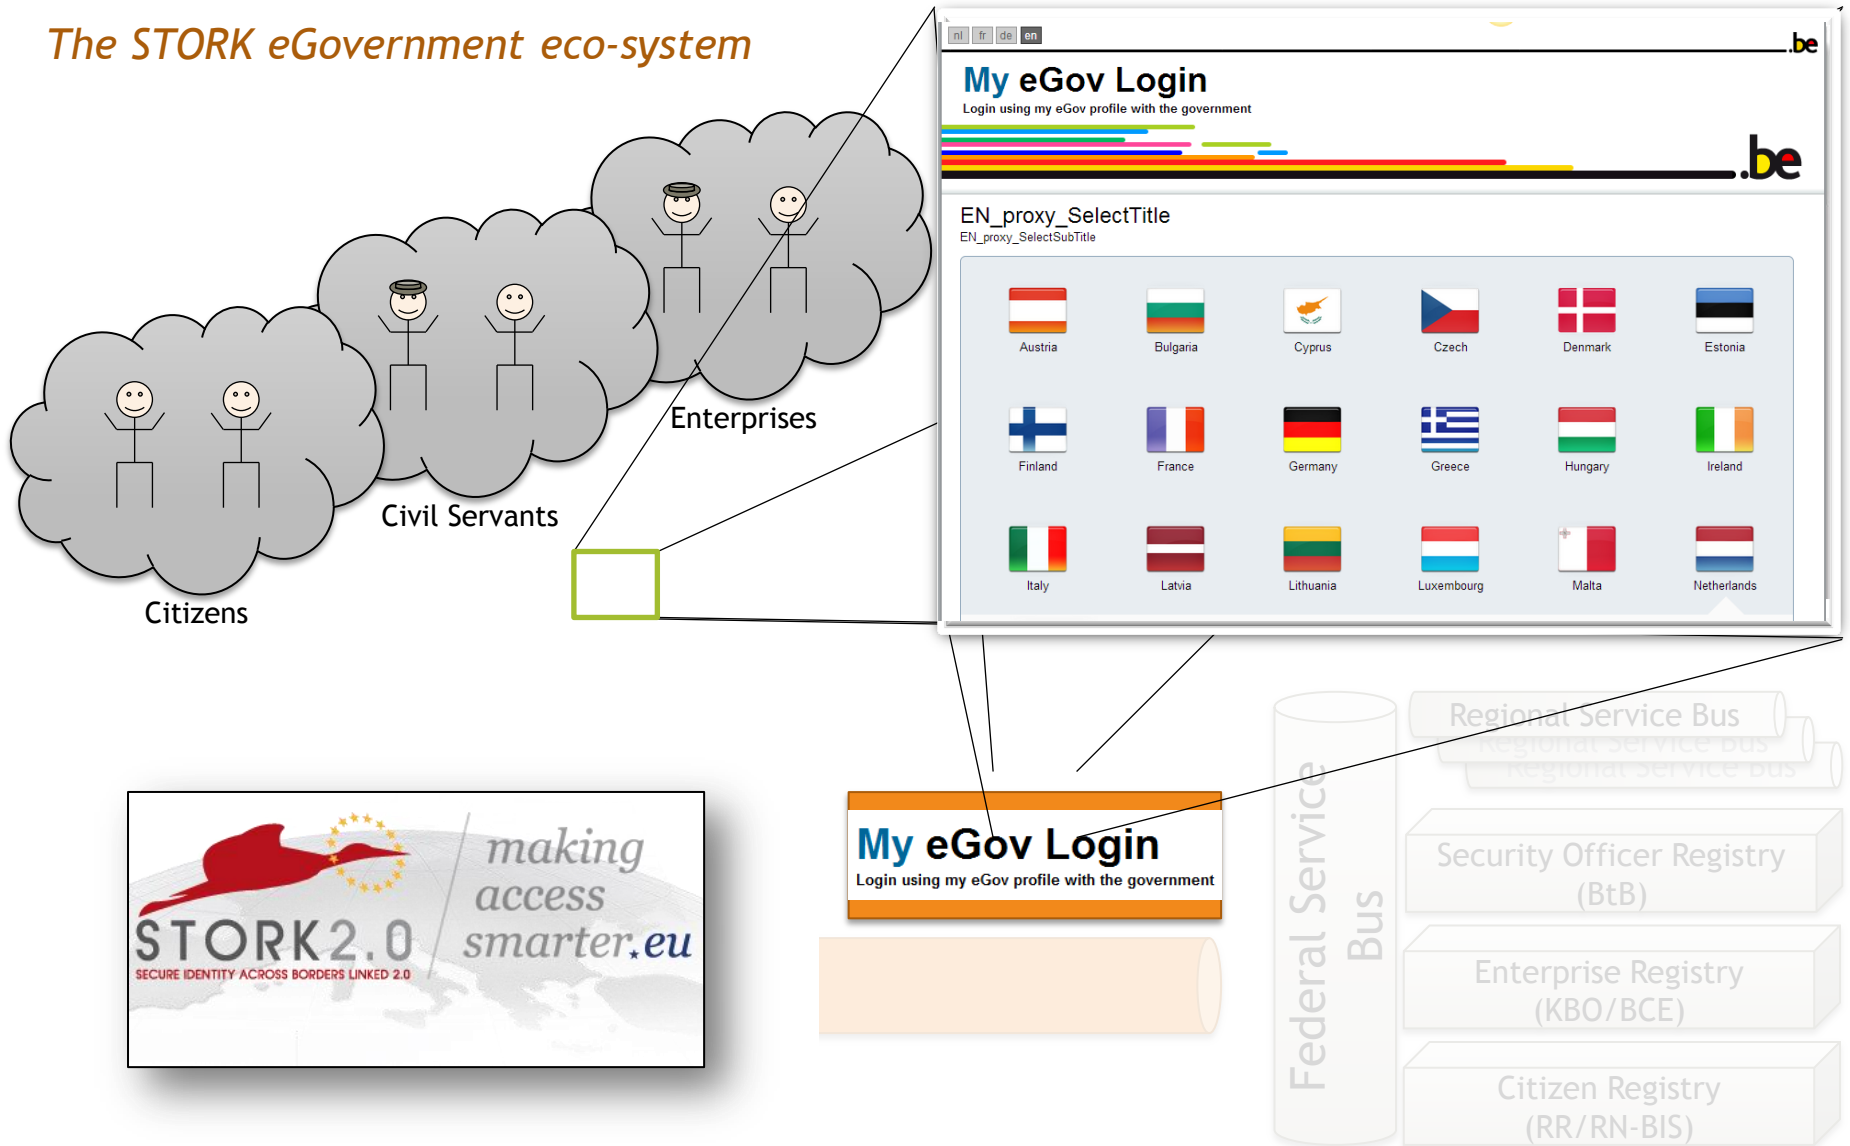 The STORK eGovernment eco-system
nl fr de en
.be
My eGov Login
Login using my eGov profile with the government
.be
EN_proxy_SelectTitle
EN_proxy_SelectSubTitle
Austria Bulgaria Cyprus Czech Denmark Estonia
Finland France Germany Greece Hungary Ireland
Italy Latvia Lithuania Luxembourg Malta Netherlands
Enterprises
Civil Servants
Citizens
making
access
smarter.eu
STORK 2.0
SECURE IDENTITY ACROSS BORDERS LINKED 2.0
My eGov Login
Login using my eGov profile with the government
Federal Service
Bus
Regional Service Bus
Regional Service Bus
Regional Service Bus
Security Officer Registry
(BtB)
Enterprise Registry
(KBO/BCE)
Citizen Registry
(RR/RN-BIS)